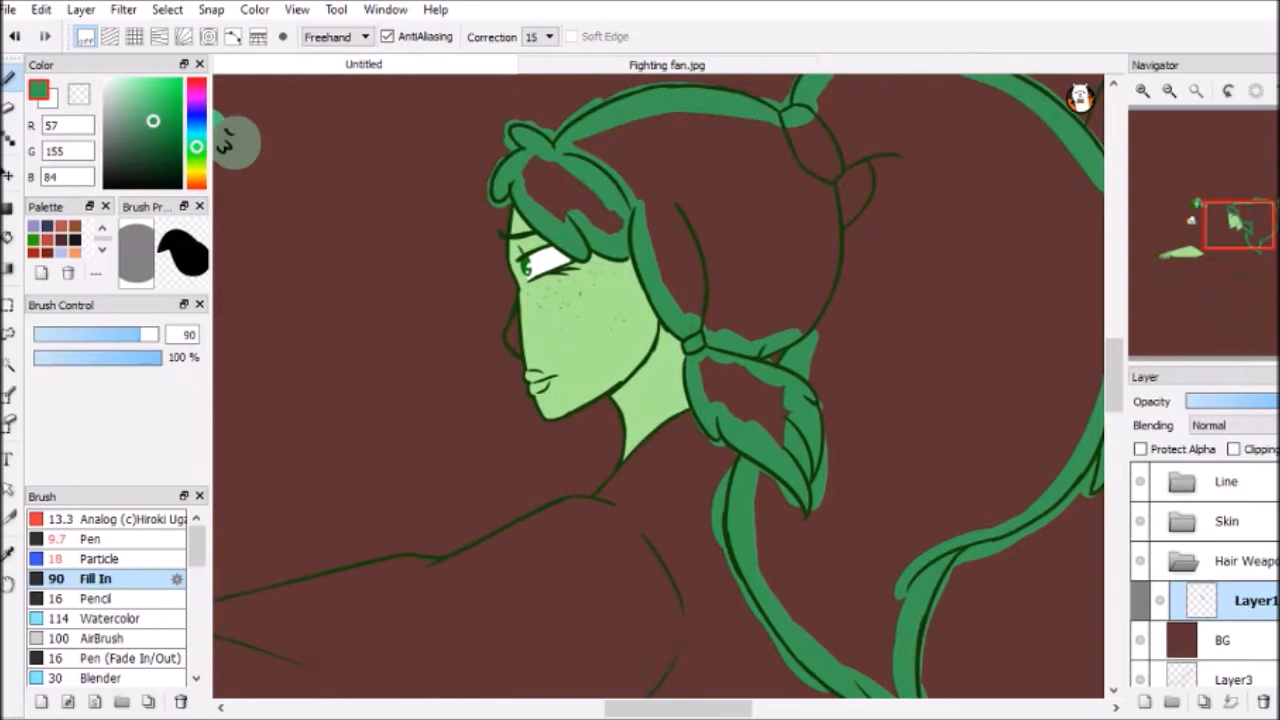 File Edit Layer Filter Select Snap Color View Tool Window Help
Freehand AntiAliasing Correction 15 Soft Edge
Color Untitled Fighting fan.jpg Navigator
R 57
G 155
B 84
Palette Brush Pr...
Brush Control
90
100 %
Layer
Opacity
Blending Normal
Protect Alpha Clipping
Line
Skin
Hair Weapo
Layer1
BG
Layer3
Brush
13.3 Analog (c)Hiroki Uga
9.7 Pen
18 Particle
90 Fill In
16 Pencil
114 Watercolor
100 AirBrush
16 Pen (Fade In/Out)
30 Blender